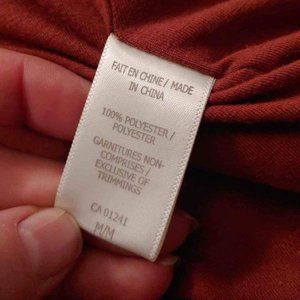 FAIT EN CHINE / MADE
IN CHINA
100% POLYESTER /
POLYESTER
GARNITURES NON-
COMPRISES /
EXCLUSIVE OF
TRIMMINGS
CA 01241
M/M